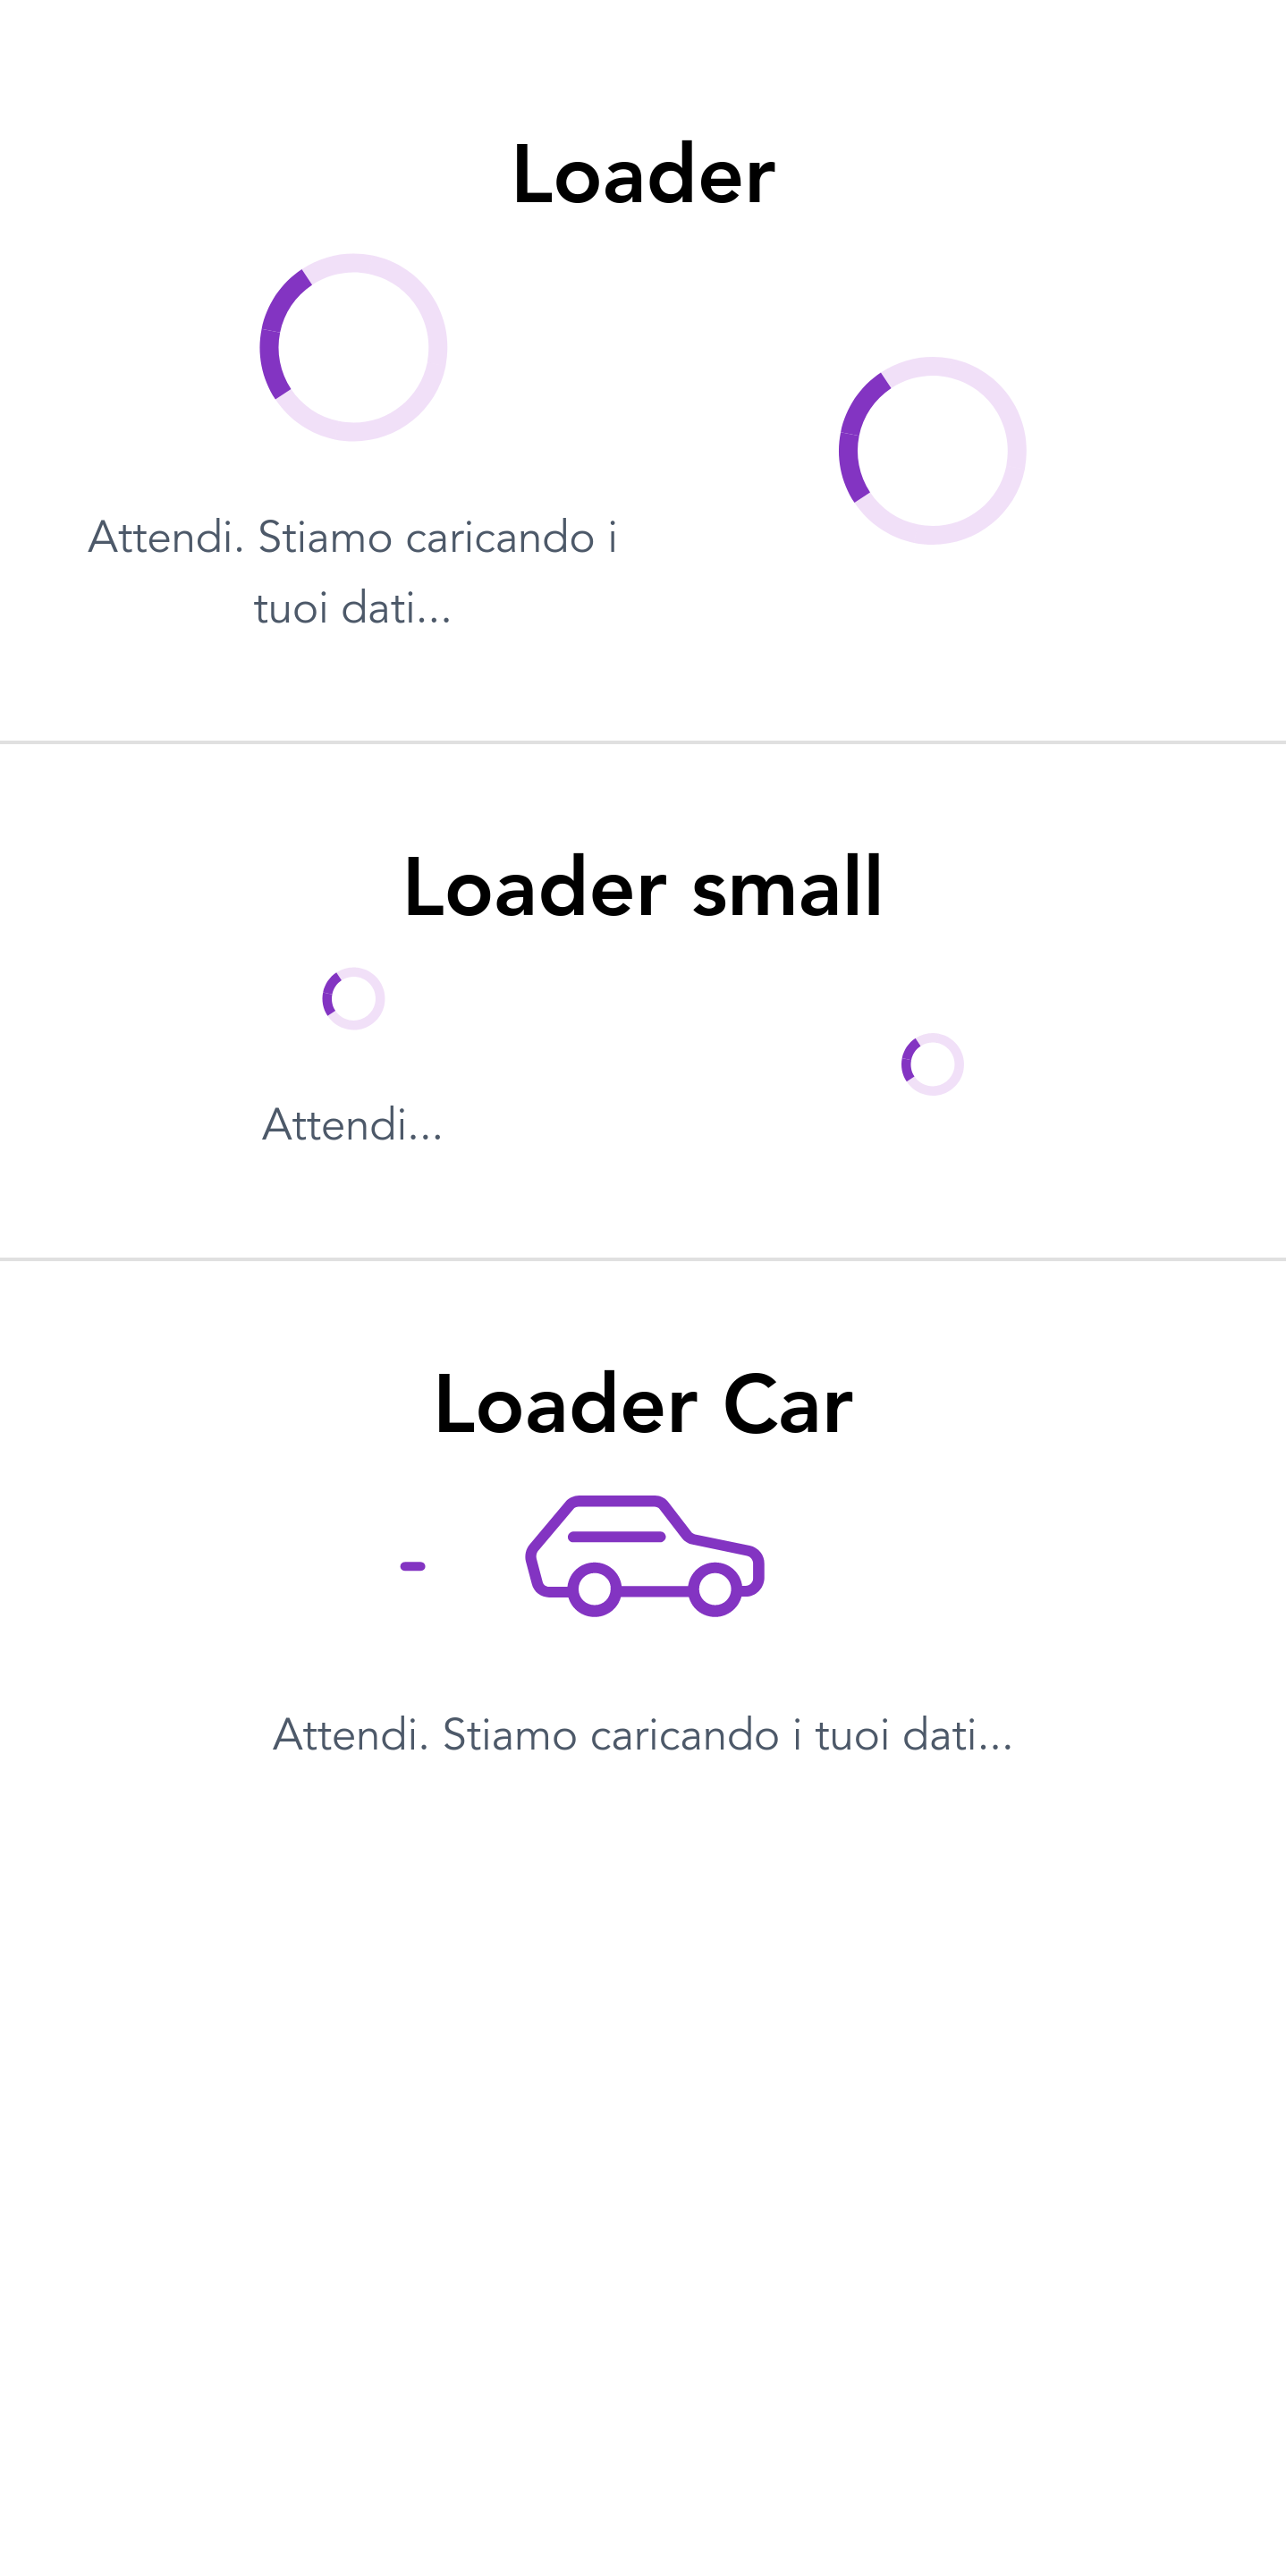 Loader
Attendi. Stiamo caricando i
tuoi dati...
Loader small
Attendi...
Loader Car
Attendi. Stiamo caricando i tuoi dati...